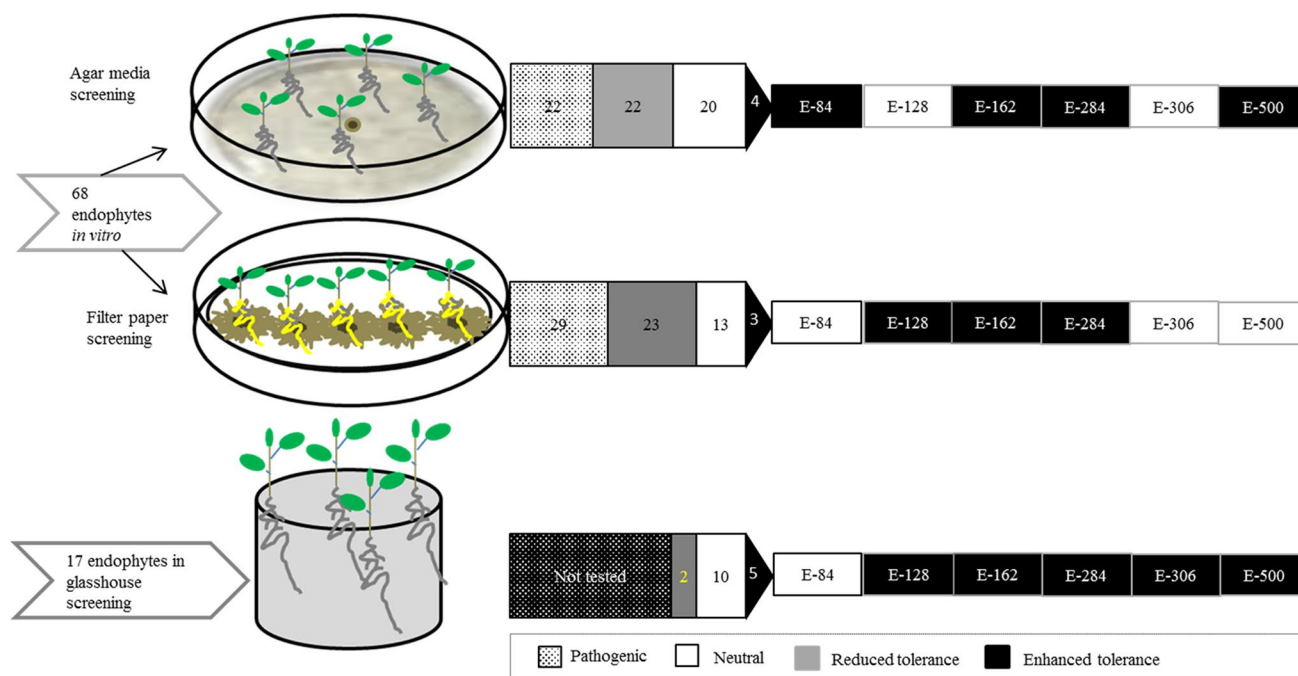 Agar media
screening
22 22 20 4 E-84 E-128 E-162 E-284 E-306 E-500
68
endophytes
in vitro
Filter paper
screening
29 23 13 3 E-84 E-128 E-162 E-284 E-306 E-500
17 endophytes in
glasshouse
screening
Not tested 2 10 5 E-84 E-128 E-162 E-284 E-306 E-500
Pathogenic Neutral Reduced tolerance Enhanced tolerance